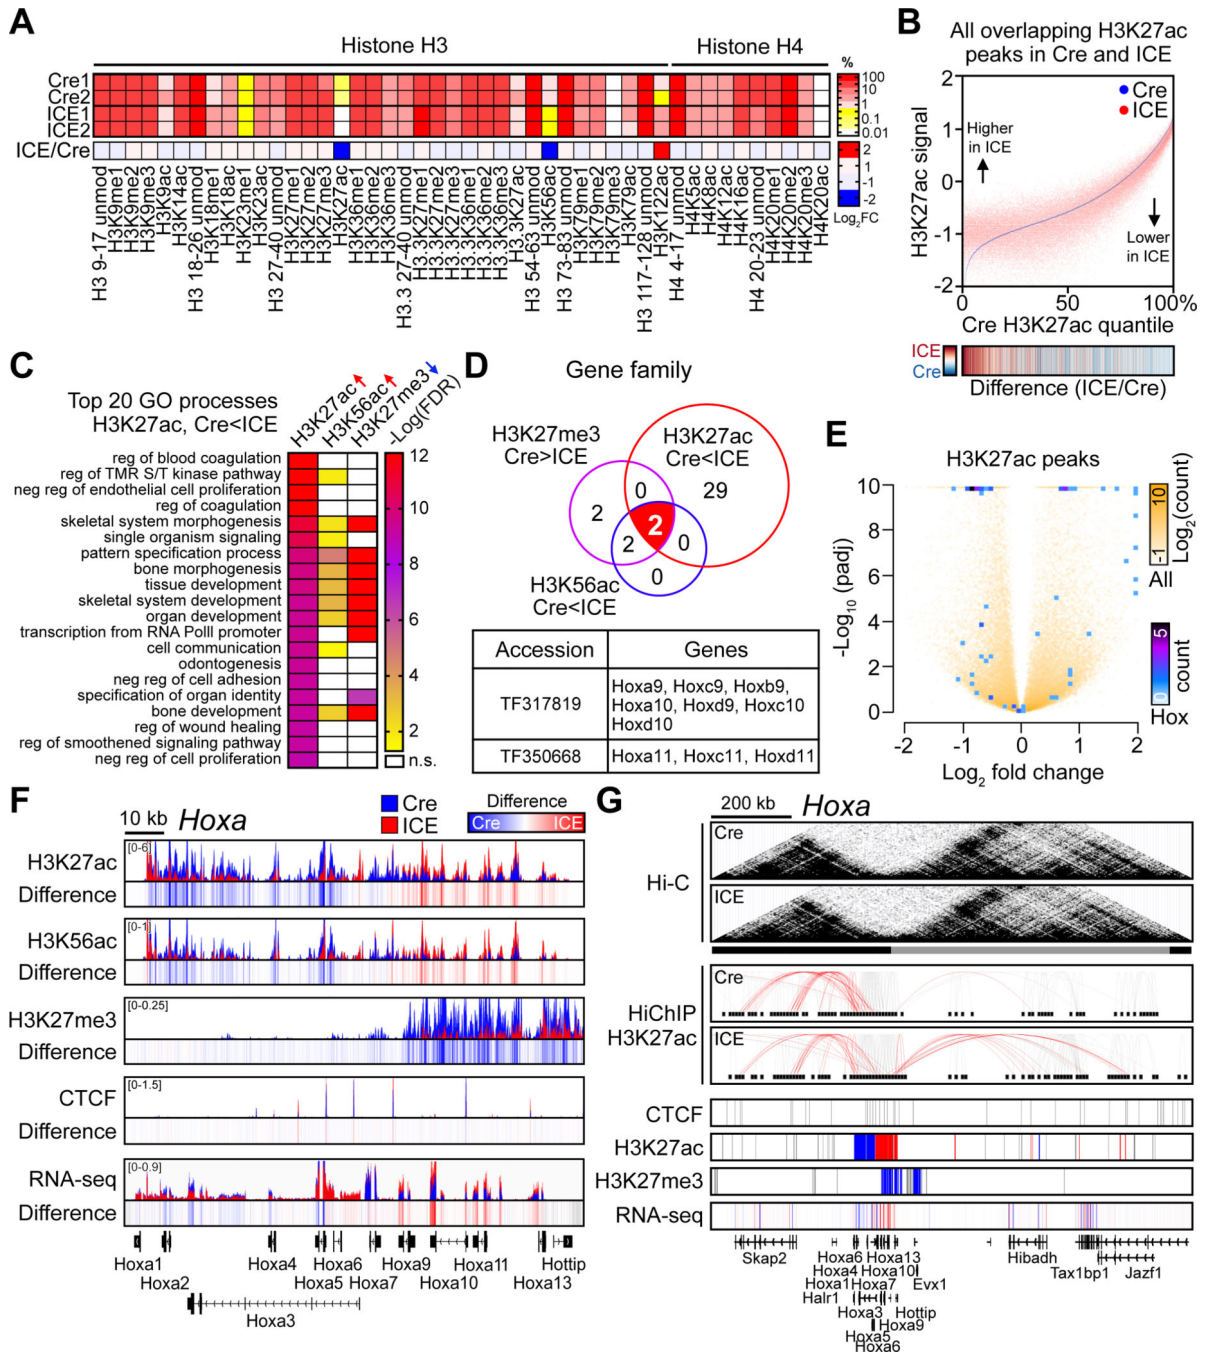 A
Histone H3
Histone H4
%
Cre1
Cre2
ICE1
ICE2
ICE/Cre
100
10
1
0.1
0.01
2
1
-1
-2
Log2FC
H3 9-17 unmod
H3K9me1
H3K9me2
H3K9me3
H3K9ac
H3K14ac
H3 18-26 unmod
H3K18me1
H3K18ac
H3K23me1
H3K23ac
H3 27-40 unmod
H3K27me1
H3K27me2
H3K27me3
H3K27ac
H3K36me1
H3K36me2
H3K36me3
H3.3 27-40 unmod
H3.3K27me1
H3.3K27me2
H3.3K27me3
H3.3K36me1
H3.3K36me2
H3.3K36me3
H3.3K27ac
H3 54-63 unmod
H3K56ac
H3 73-83 unmod
H3K79me1
H3K79me2
H3K79me3
H3K79ac
H3 117-128 unmod
H3K122ac
H4 4-17 unmod
H4K5ac
H4K8ac
H4K12ac
H4K16ac
H4 20-23 unmod
H4K20me1
H4K20me2
H4K20me3
H4K20ac
B
All overlapping H3K27ac
peaks in Cre and ICE
H3K27ac signal
2
1
0
-1
-2
Cre
ICE
Higher
in ICE
Lower
in ICE
0
50
100%
Cre H3K27ac quantile
ICE
Cre
Difference (ICE/Cre)
C
Top 20 GO processes
H3K27ac, Cre<ICE
H3K27ac
H3K56ac
H3K27me3
-Log(FDR)
reg of blood coagulation
reg of TMR S/T kinase pathway
neg reg of endothelial cell proliferation
reg of coagulation
skeletal system morphogenesis
single organism signaling
pattern specification process
bone morphogenesis
tissue development
skeletal system development
organ development
transcription from RNA PolII promoter
cell communication
odontogenesis
neg reg of cell adhesion
specification of organ identity
bone development
reg of wound healing
reg of smoothened signaling pathway
neg reg of cell proliferation
12
10
8
6
4
2
n.s.
D
Gene family
H3K27me3
Cre>ICE
H3K27ac
Cre<ICE
0
29
2
2
2
0
0
H3K56ac
Cre<ICE
Accession
Genes
TF317819
Hoxa9, Hoxc9, Hoxb9,
Hoxa10, Hoxd9, Hoxc10
Hoxd10
TF350668
Hoxa11, Hoxc11, Hoxd11
E
H3K27ac peaks
-Log10 (padj)
10
8
6
4
2
0
-2
-1
0
1
2
Log2 fold change
10
-1
Log2(count)
All
5
0
count
Hox
F
10 kb
Hoxa
Cre
ICE
Difference
Cre
ICE
H3K27ac
[0-6]
Difference
H3K56ac
[0-1]
Difference
H3K27me3
[0-0.25]
Difference
CTCF
[0-1.5]
Difference
RNA-seq
[0-0.9]
Difference
Hoxa1
Hoxa2
Hoxa3
Hoxa4
Hoxa5
Hoxa6
Hoxa7
Hoxa9
Hoxa10
Hoxa11
Hoxa13
Hottip
G
200 kb
Hoxa
Hi-C
Cre
ICE
HiChIP
H3K27ac
Cre
ICE
CTCF
H3K27ac
H3K27me3
RNA-seq
Skap2
Hoxa6
Hoxa13
Hibadh
Tax1bp1
Jazf1
Hoxa4
Hoxa10
Hoxa1
Hoxa7
Evx1
Halr1
Hoxa3
Hottip
Hoxa5
Hoxa9
Hoxa6